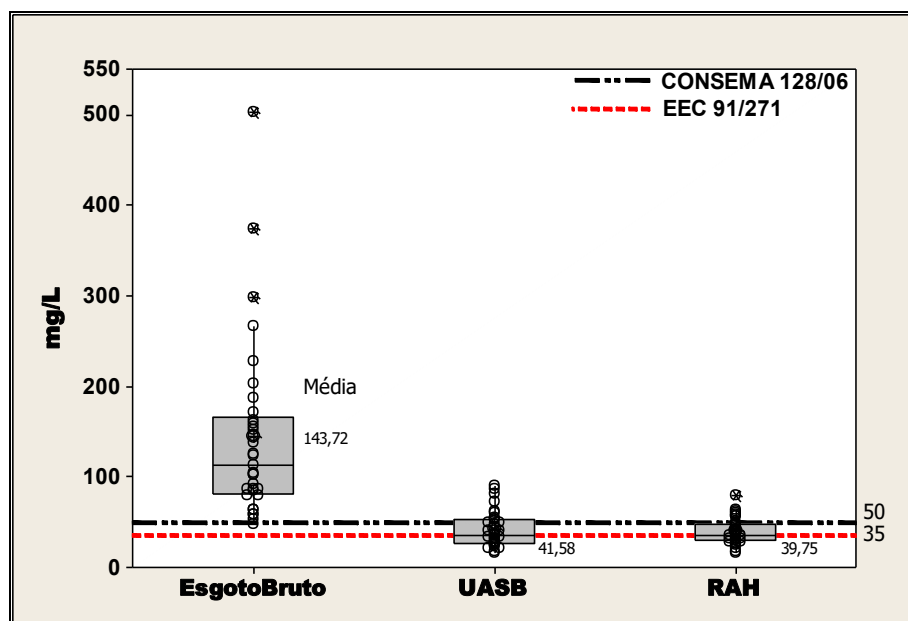 550
500
400
300
200
100
0
mg/L
CONSEMA 128/06
EEC 91/271
Média
143,72
41,58
39,75
50
35
EsgotoBruto
UASB
RAH